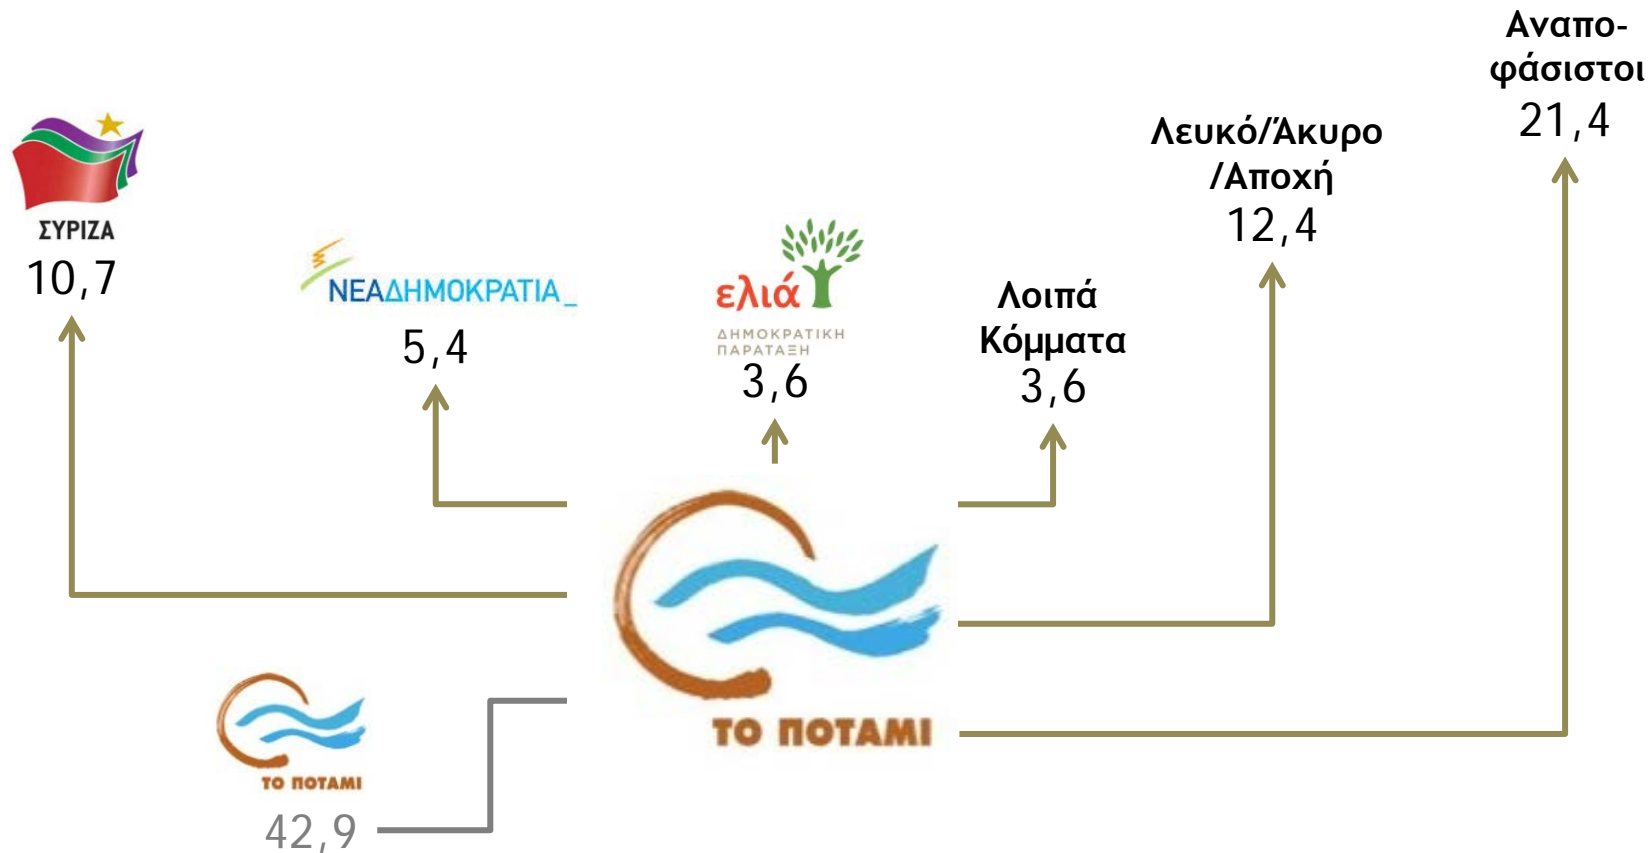 Αναπο-
φάσιστοι
21,4
Λευκό/Άκυρο
/Αποχή
12,4
ΣΥΡΙΖΑ
10,7
ΝΕΑΔΗΜΟΚΡΑΤΙΑ_
5,4
ελιά
ΔΗΜΟΚΡΑΤΙΚΗ
ΠΑΡΑΤΑΞΗ
3,6
Λοιπά
Κόμματα
3,6
ΤΟ ΠΟΤΑΜΙ
ΤΟ ΠΟΤΑΜΙ
42,9